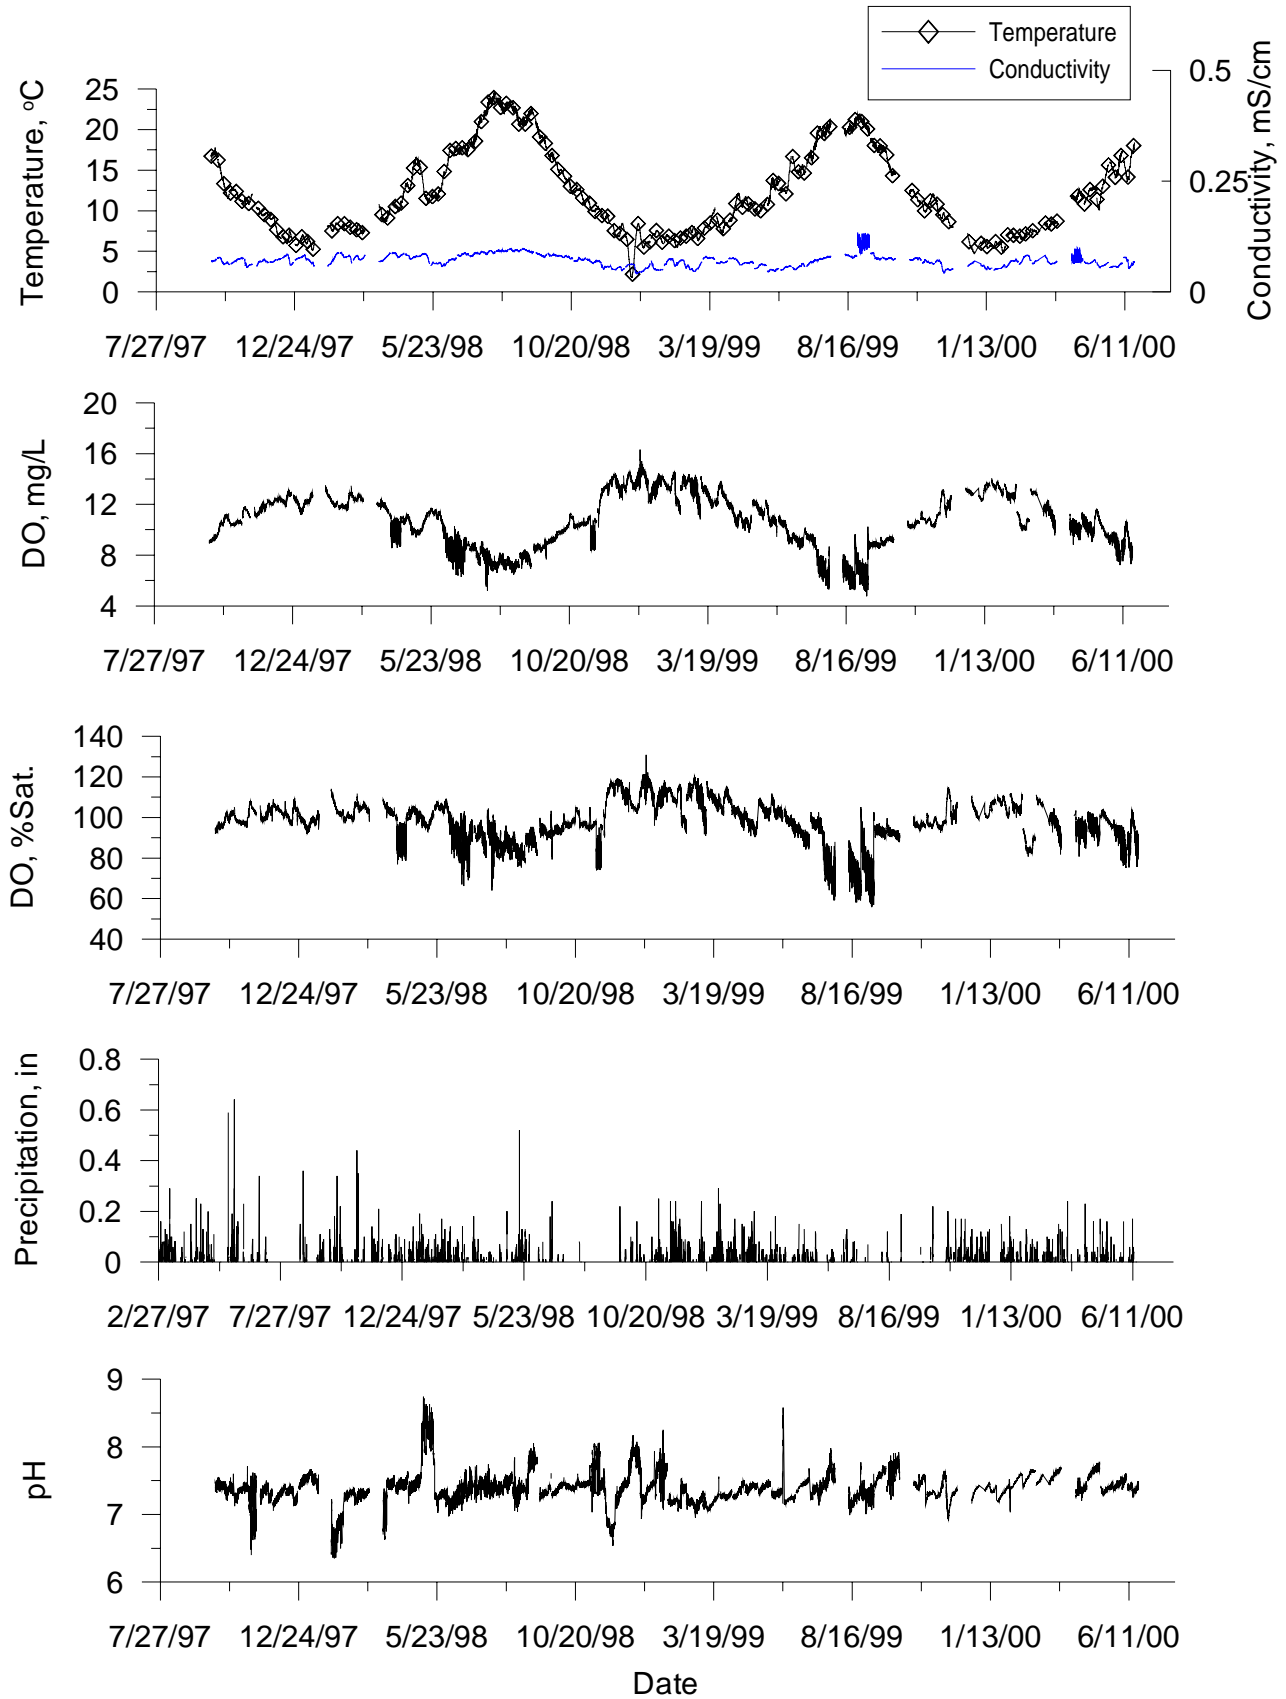 Temperature
Conductivity
Temperature, ºC
25
20
15
10
5
0
0.5
0.25
0
Conductivity, mS/cm
7/27/97 12/24/97 5/23/98 10/20/98 3/19/99 8/16/99 1/13/00 6/11/00
DO, mg/L
20
16
12
8
4
7/27/97 12/24/97 5/23/98 10/20/98 3/19/99 8/16/99 1/13/00 6/11/00
DO, %Sat.
140
120
100
80
60
40
7/27/97 12/24/97 5/23/98 10/20/98 3/19/99 8/16/99 1/13/00 6/11/00
Precipitation, in
0.8
0.6
0.4
0.2
0
2/27/97 7/27/97 12/24/97 5/23/98 10/20/98 3/19/99 8/16/99 1/13/00 6/11/00
pH
9
8
7
6
7/27/97 12/24/97 5/23/98 10/20/98 3/19/99 8/16/99 1/13/00 6/11/00
Date